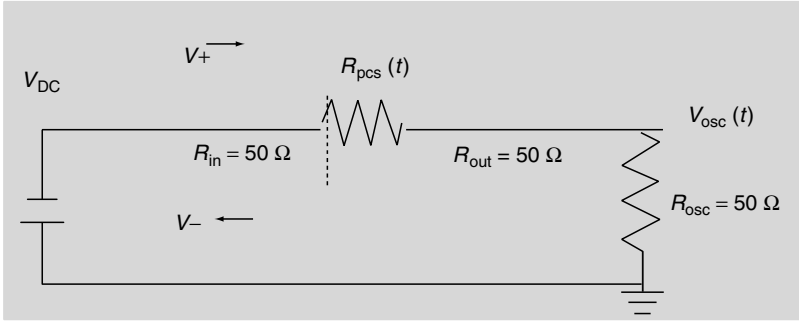 V+
R_pcs (t)
V_DC
V_osc (t)
R_in = 50 Ω
R_out = 50 Ω
R_osc = 50 Ω
V−